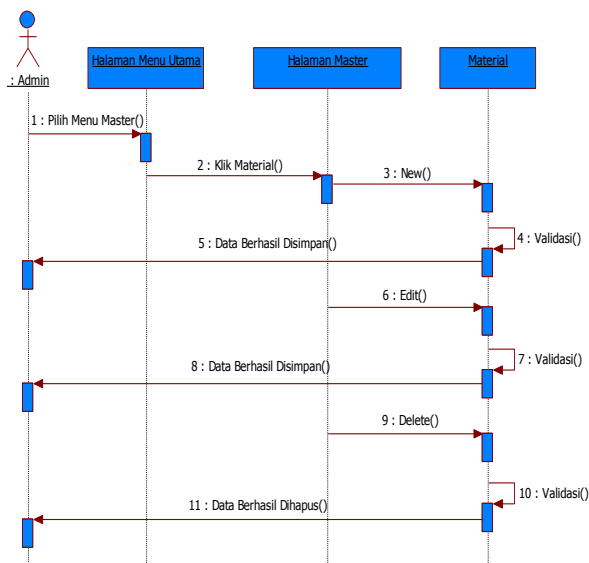 Halaman Menu Utama
Halaman Master
Material
: Admin
1 : Pilih Menu Master()
2 : Klik Material()
3 : New()
4 : Validasi()
5 : Data Berhasil Disimpan()
6 : Edit()
7 : Validasi()
8 : Data Berhasil Disimpan()
9 : Delete()
10 : Validasi()
11 : Data Berhasil Dihapus()